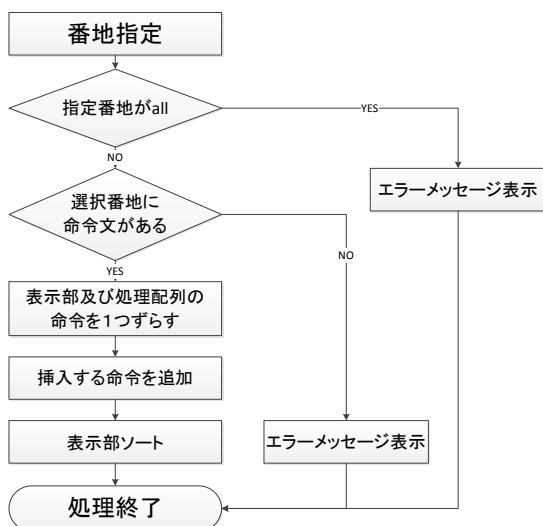 番地指定
指定番地がall
YES
NO
エラーメッセージ表示
選択番地に
命令文がある
NO
YES
表示部及び処理配列の
命令を１つずらす
挿入する命令を追加
表示部ソート
エラーメッセージ表示
処理終了